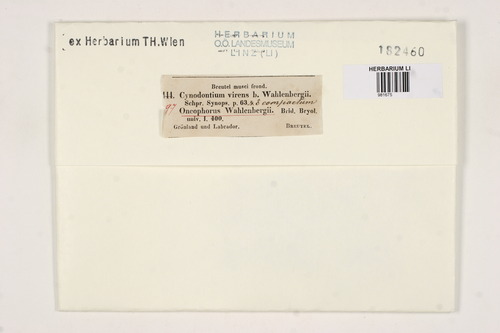 ex Herbarium TH.Wien
HERBARIUM
O.Ö. LANDESMUSEUM
LINZ (LI)
182460
HERBARIUM LI
Breutel musci frond.
144. Cynodontium virens b. Wahlenbergii.
Schpr. Synops. p. 63. & b compactum
97 Oncophorus Wahlenbergii. Brid. Bryol.
univ. I. 400.
Grönland und Labrador. BREUTEL.